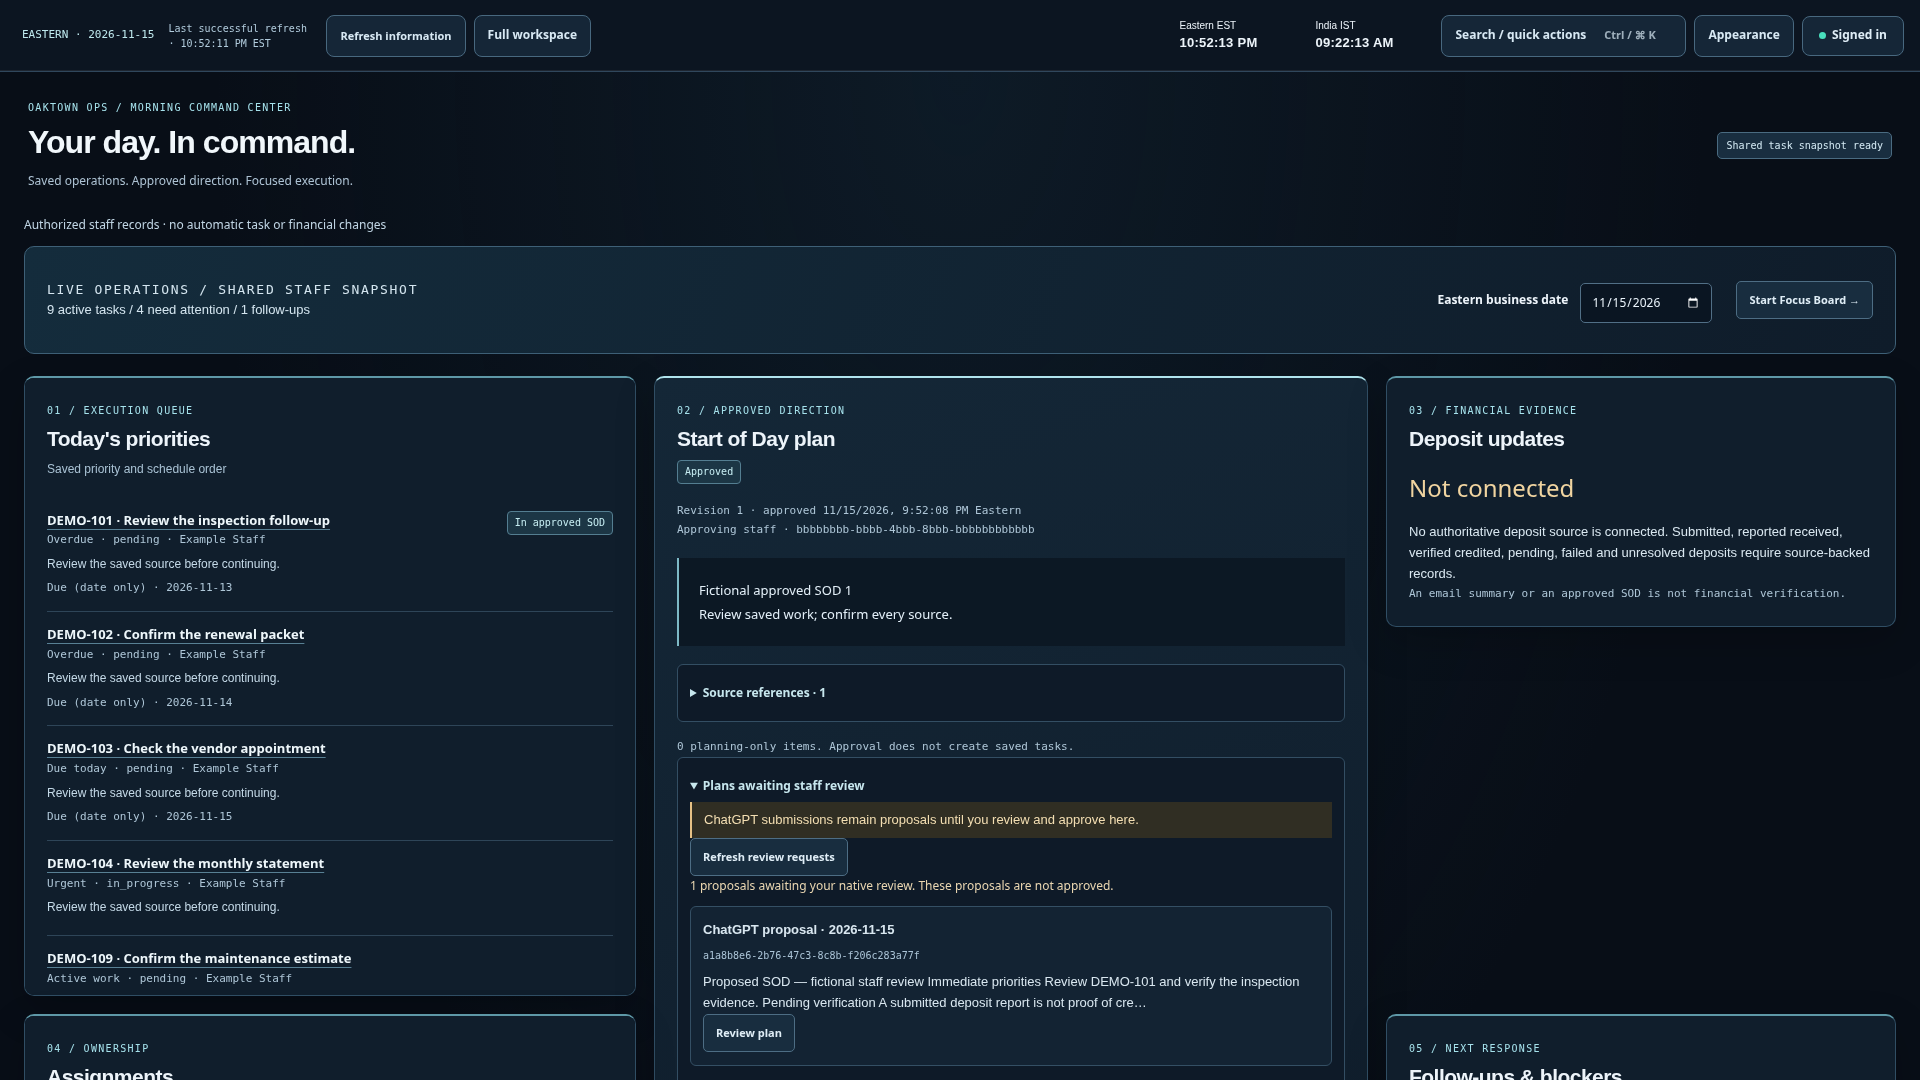 EASTERN · 2026-11-15
Last successful refresh
· 10:52:11 PM EST
Refresh information
Full workspace
Eastern EST
10:52:13 PM
India IST
09:22:13 AM
Search / quick actions Ctrl / ⌘ K
Appearance
Signed in
OAKTOWN OPS / MORNING COMMAND CENTER
Your day. In command.
Saved operations. Approved direction. Focused execution.
Shared task snapshot ready
Authorized staff records · no automatic task or financial changes
LIVE OPERATIONS / SHARED STAFF SNAPSHOT
9 active tasks / 4 need attention / 1 follow-ups
Eastern business date
11/15/2026
Start Focus Board →
01 / EXECUTION QUEUE
Today's priorities
Saved priority and schedule order
DEMO-101 · Review the inspection follow-up
In approved SOD
Overdue · pending · Example Staff
Review the saved source before continuing.
Due (date only) · 2026-11-13
DEMO-102 · Confirm the renewal packet
Overdue · pending · Example Staff
Review the saved source before continuing.
Due (date only) · 2026-11-14
DEMO-103 · Check the vendor appointment
Due today · pending · Example Staff
Review the saved source before continuing.
Due (date only) · 2026-11-15
DEMO-104 · Review the monthly statement
Urgent · in_progress · Example Staff
Review the saved source before continuing.
DEMO-109 · Confirm the maintenance estimate
Active work · pending · Example Staff
02 / APPROVED DIRECTION
Start of Day plan
Approved
Revision 1 · approved 11/15/2026, 9:52:08 PM Eastern
Approving staff · bbbbbbbb-bbbb-4bbb-8bbb-bbbbbbbbbbbb
Fictional approved SOD 1
Review saved work; confirm every source.
Source references · 1
0 planning-only items. Approval does not create saved tasks.
Plans awaiting staff review
ChatGPT submissions remain proposals until you review and approve here.
Refresh review requests
1 proposals awaiting your native review. These proposals are not approved.
ChatGPT proposal · 2026-11-15
a1a8b8e6-2b76-47c3-8c8b-f206c283a77f
Proposed SOD — fictional staff review Immediate priorities Review DEMO-101 and verify the inspection
evidence. Pending verification A submitted deposit report is not proof of cre…
Review plan
03 / FINANCIAL EVIDENCE
Deposit updates
Not connected
No authoritative deposit source is connected. Submitted, reported received,
verified credited, pending, failed and unresolved deposits require source-backed
records.
An email summary or an approved SOD is not financial verification.
04 / OWNERSHIP
Assignments
05 / NEXT RESPONSE
Follow-ups & blockers